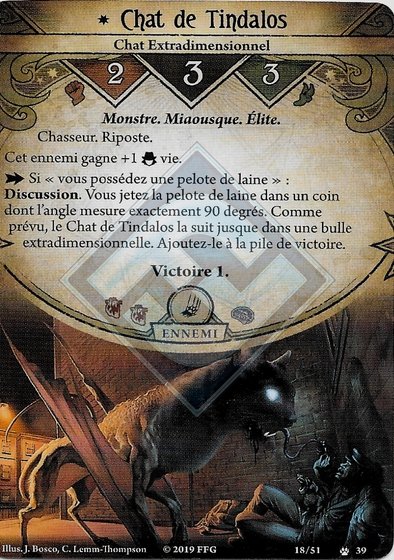 Chat de Tindalos
Chat Extradimensionnel
2 3 3
Monstre. Miaousque. Élite.
Chasseur. Riposte.
Cet ennemi gagne +1 vie.
Si « vous possédez une pelote de laine » :
Discussion. Vous jetez la pelote de laine dans un coin
dont l'angle mesure exactement 90 degrés. Comme
prévu, le Chat de Tindalos la suit jusque dans une bulle
extradimensionnelle. Ajoutez-le à la pile de victoire.
Victoire 1.
ENNEMI
Illus. J. Bosco, C. Lemm-Thompson © 2019 FFG 18/51 39